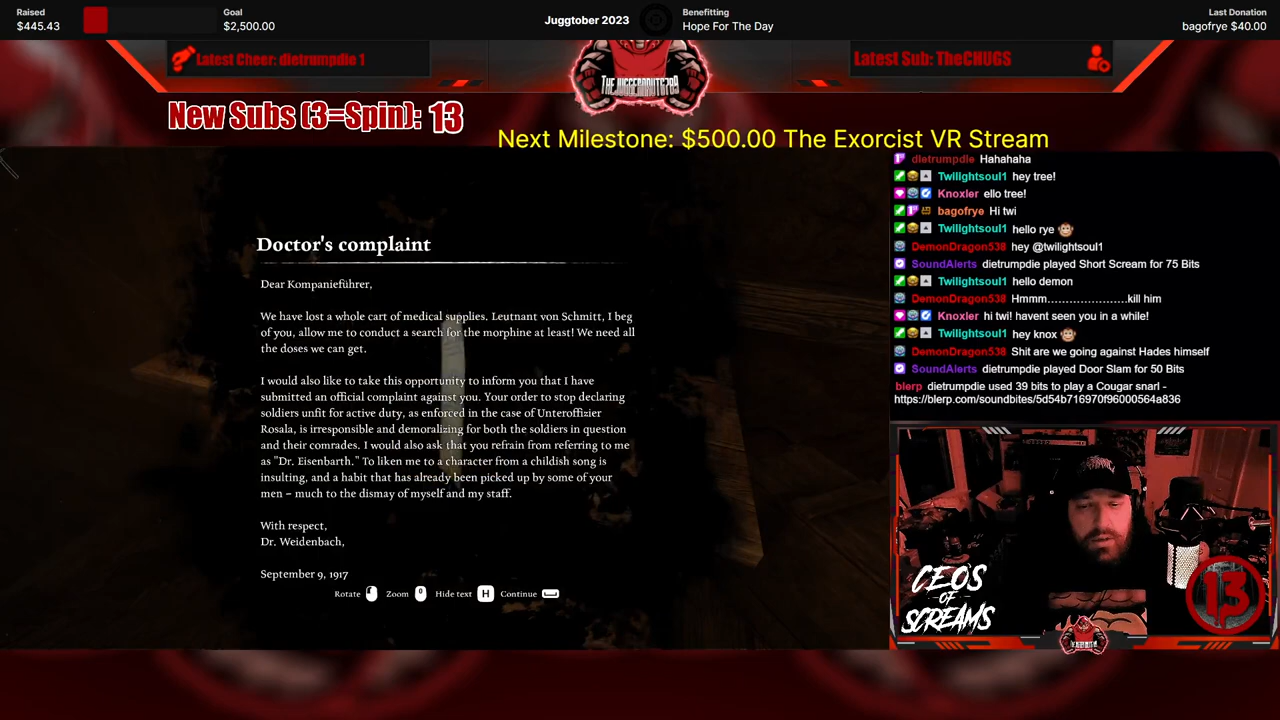 Raised
$445.43
Goal
$2,500.00
Juggtober 2023
Benefitting
Hope For The Day
Last Donation
bagofrye $40.00
Latest Cheer: dietrumpdie 1
THEJUGGERNAUT6789
Latest Sub: TheCHUGS
New Subs (3=Spin): 13
Next Milestone: $500.00 The Exorcist VR Stream
Doctor's complaint
Dear Kompanieführer,
We have lost a whole cart of medical supplies. Leutnant von Schmitt, I beg
of you, allow me to conduct a search for the morphine at least! We need all
the doses we can get.
I would also like to take this opportunity to inform you that I have
submitted an official complaint against you. Your order to stop declaring
soldiers unfit for active duty, as enforced in the case of Unteroffizier
Rosala, is irresponsible and demoralizing for both the soldiers in question
and their comrades. I would also ask that you refrain from referring to me
as "Dr. Eisenbarth." To liken me to a character from a childish song is
insulting, and a habit that has already been picked up by some of your
men – much to the dismay of myself and my staff.
With respect,
Dr. Weidenbach,
September 9, 1917
Rotate Zoom Hide text H Continue
dietrumpdie Hahahaha
Twilightsoul1 hey tree!
Knoxler ello tree!
bagofrye Hi twi
Twilightsoul1 hello rye
DemonDragon538 hey @twilightsoul1
SoundAlerts dietrumpdie played Short Scream for 75 Bits
Twilightsoul1 hello demon
DemonDragon538 Hmmm.......................kill him
Knoxler hi twi! havent seen you in a while!
Twilightsoul1 hey knox
DemonDragon538 Shit are we going against Hades himself
SoundAlerts dietrumpdie played Door Slam for 50 Bits
blerp dietrumpdie used 39 bits to play a Cougar snarl -
https://blerp.com/soundbites/5d54b716970f96000564a836
CEOS
OF
SCREAMS
13